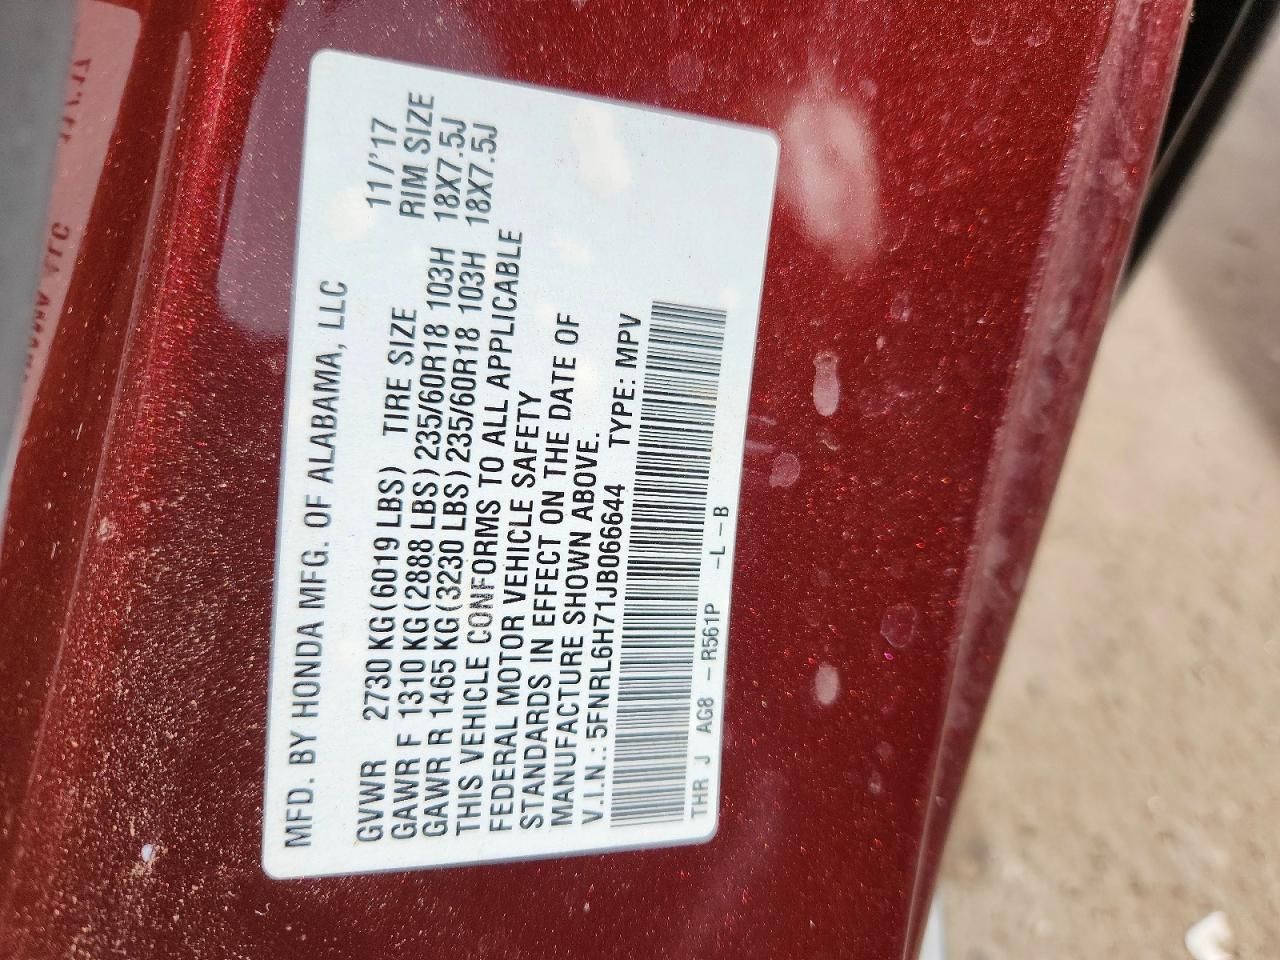 MFD. BY HONDA MFG. OF ALABAMA, LLC
GVWR 2730 KG(6019 LBS) TIRE SIZE 11/'17 RIM SIZE
GAWR F 1310 KG(2888 LBS)235/60R18 103H 18X7.5J
GAWR R 1465 KG(3230 LBS)235/60R18 103H 18X7.5J
THIS VEHICLE CONFORMS TO ALL APPLICABLE
FEDERAL MOTOR VEHICLE SAFETY
STANDARDS IN EFFECT ON THE DATE OF
MANUFACTURE SHOWN ABOVE.
V.I.N.: 5FNRL6H71JB066644 TYPE: MPV
THR J AG8 - R561P -L - B